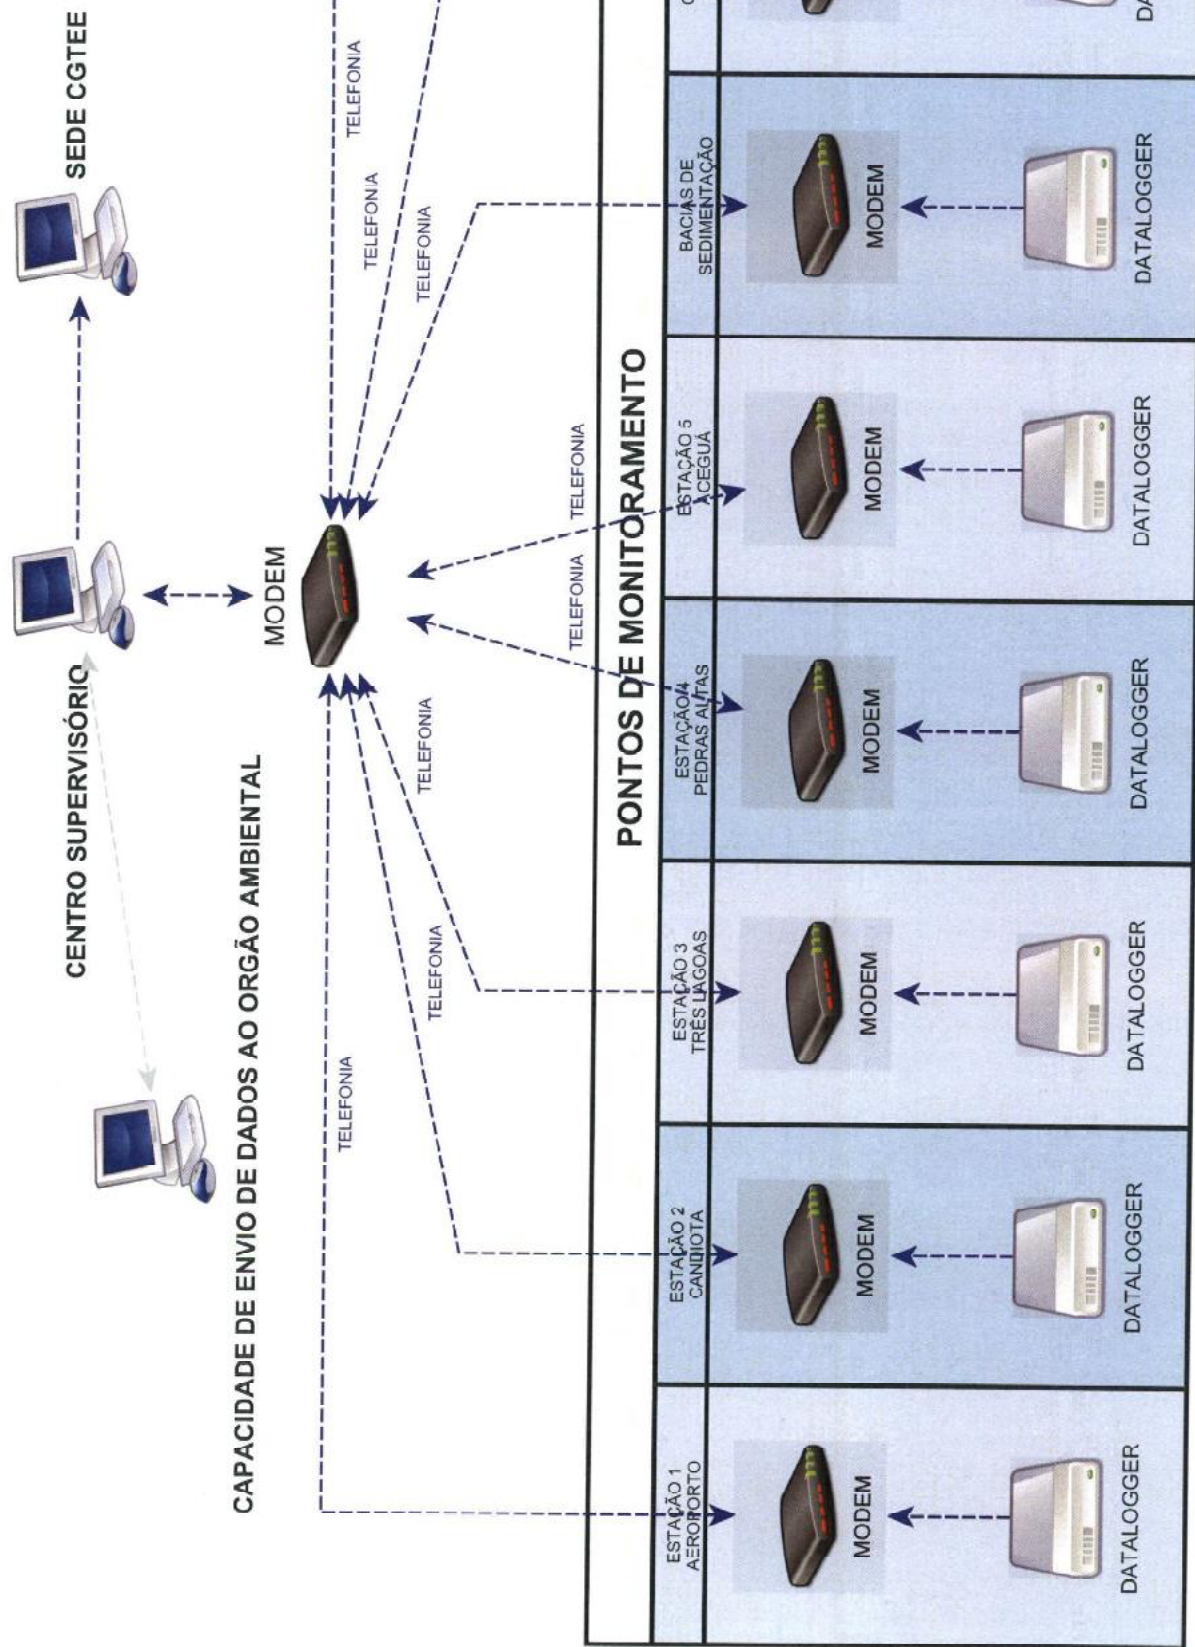 CENTRO SUPERVISÓRIO
SEDE CGTEE
CAPACIDADE DE ENVIO DE DADOS AO ORGÃO AMBIENTAL
MODEM
TELEFONIA
TELEFONIA
TELEFONIA
TELEFONIA
TELEFONIA
TELEFONIA
TELEFONIA
TELEFONIA
PONTOS DE MONITORAMENTO
ESTAÇÃO 1
AEROPORTO
ESTAÇÃO 2
CANDIOTA
ESTAÇÃO 3
TRÊS LAGOAS
ESTAÇÃO 4
PEDRAS ALTAS
ESTAÇÃO 5
ACEGUÁ
BACIAS DE
SEDIMENTAÇÃO
MODEM
MODEM
MODEM
MODEM
MODEM
MODEM
DATALOGGER
DATALOGGER
DATALOGGER
DATALOGGER
DATALOGGER
DATALOGGER